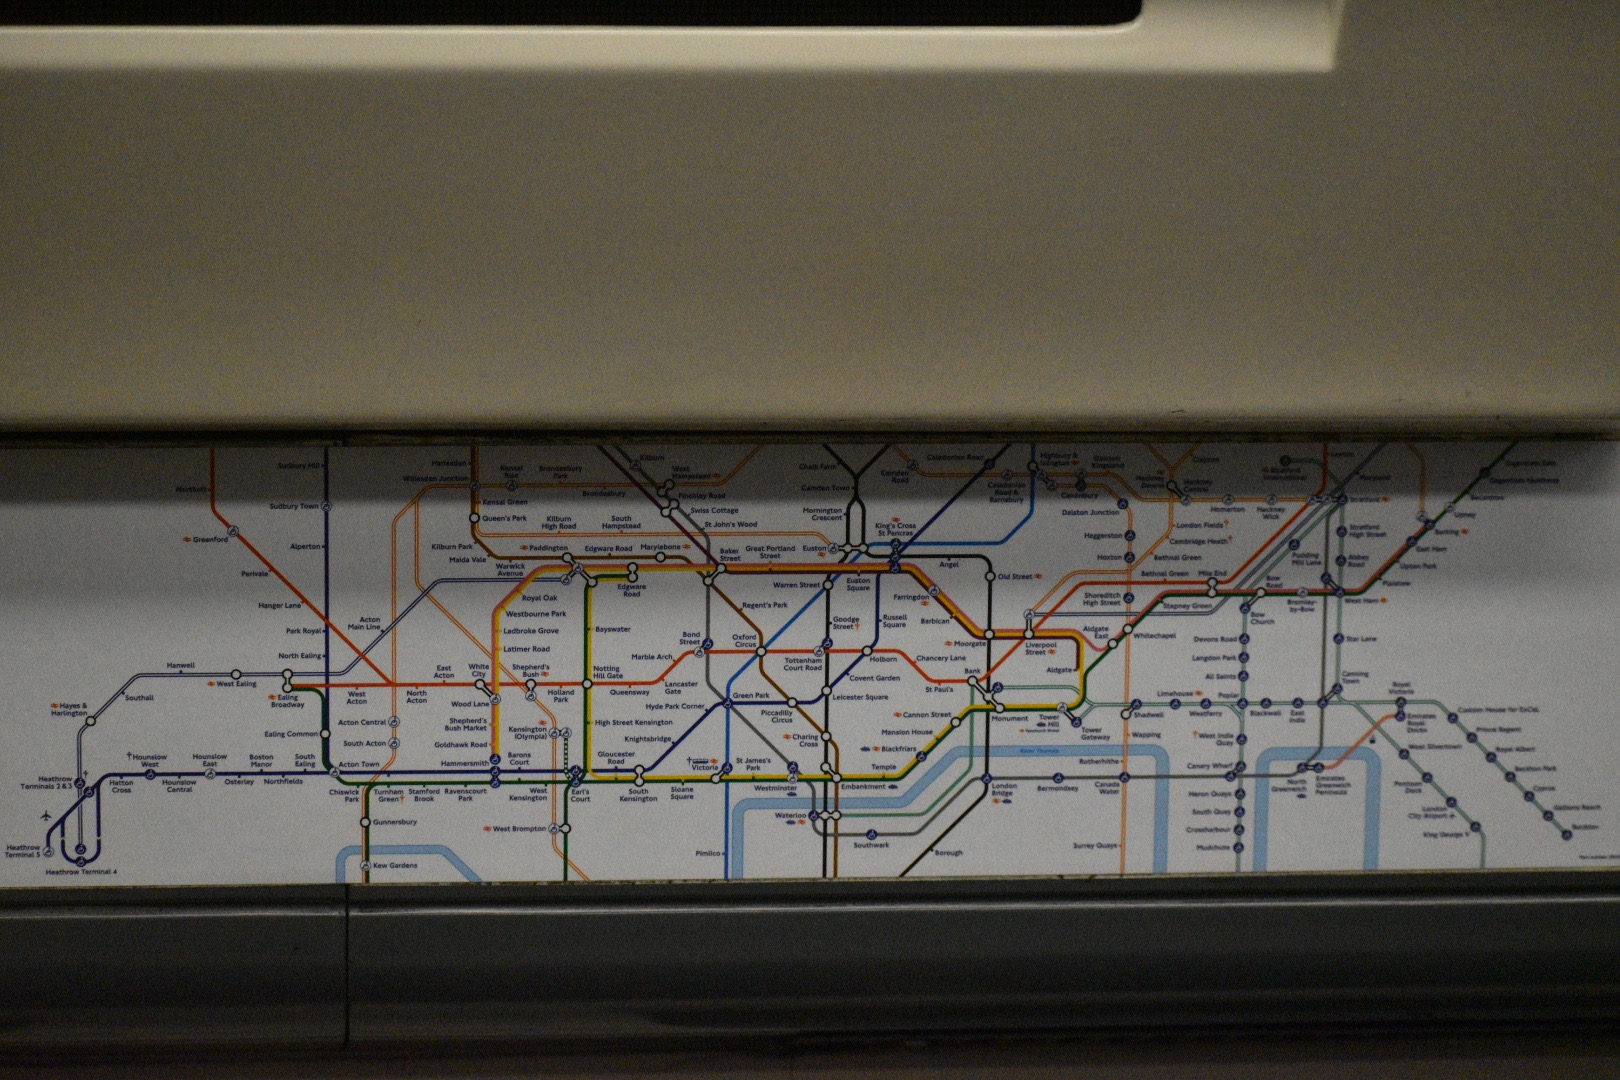 Sudbury Hill
Harlesden
Kilburn
West
Hampstead
Chalk Farm
Camden
Road
Caledonian Road
Highbury &
Islington
Dalston
Kingsland
Canonbury
Hackney
Central
Willesden Junction
Kensal
Rise
Brondesbury
Park
Brondesbury
Finchley Road
Camden Town
Caledonian
Road &
Barnsbury
Homerton
Hackney
Wick
Stratford
Sudbury Town
Kensal Green
Queen's Park
Kilburn
High Road
South
Hampstead
Swiss Cottage
St John's Wood
Mornington
Crescent
King's Cross
St Pancras
Dalston Junction
London Fields
Cambridge Heath
Stratford
High Street
Upney
Barking
East Ham
Upton Park
Plaistow
Greenford
Perivale
Hanger Lane
Alperton
Park Royal
North Ealing
Kilburn Park
Maida Vale
Warwick
Avenue
Paddington
Edgware Road
Marylebone
Baker
Street
Great Portland
Street
Euston
Warren Street
Euston
Square
Angel
Old Street
Haggerston
Hoxton
Bethnal Green
Shoreditch
High Street
Bethnal Green
Mile End
Stepney Green
Bow
Road
Bow
Church
Bromley-
by-Bow
Pudding
Mill Lane
Abbey
Road
West Ham
Royal Oak
Westbourne Park
Ladbroke Grove
Latimer Road
Edgware
Road
Bayswater
Regent's Park
Goodge
Street
Russell
Square
Farringdon
Barbican
Moorgate
Liverpool
Street
Aldgate
East
Whitechapel
Aldgate
Devons Road
Langdon Park
All Saints
Star Lane
Canning
Town
Acton
Main Line
Hanwell
Southall
West Ealing
Ealing
Broadway
West
Acton
North
Acton
East
Acton
White
City
Shepherd's
Bush
Holland
Park
Notting
Hill Gate
Queensway
Lancaster
Gate
Marble Arch
Bond
Street
Oxford
Circus
Tottenham
Court Road
Holborn
Chancery Lane
St Paul's
Bank
Covent Garden
Leicester Square
Hayes &
Harlington
Wood Lane
Shepherd's
Bush Market
Goldhawk Road
Hammersmith
Acton Central
South Acton
Acton Town
Ealing Common
High Street Kensington
Kensington
(Olympia)
Knightsbridge
Hyde Park Corner
Green Park
Piccadilly
Circus
Charing
Cross
Cannon Street
Mansion House
Blackfriars
Temple
Embankment
Monument
Tower
Hill
Fenchurch Street
Tower
Gateway
Shadwell
Limehouse
Westferry
Poplar
Blackwall
East
India
Royal
Victoria
Emirates
Royal
Docks
Custom House for ExCeL
Prince Regent
Royal Albert
Beckton Park
Cyprus
Gallions Reach
Beckton
Heathrow
Terminals 2 & 3
Heathrow
Terminal 5
Heathrow Terminal 4
Hatton
Cross
Hounslow
West
Hounslow
Central
Hounslow
East
Osterley
Boston
Manor
Northfields
South
Ealing
Chiswick
Park
Turnham
Green
Stamford
Brook
Ravenscourt
Park
Barons
Court
West
Kensington
Earl's
Court
Gloucester
Road
South
Kensington
Sloane
Square
Victoria
St James's
Park
Westminster
Waterloo
Southwark
London
Bridge
Bermondsey
Canada
Water
Wapping
Rotherhithe
River Thames
West India
Quay
Canary Wharf
Heron Quays
South Quay
Crossharbour
Mudchute
North
Greenwich
Emirates
Greenwich
Peninsula
West Silvertown
Pontoon
Dock
London
City Airport
King George V
Gunnersbury
Kew Gardens
West Brompton
Pimlico
Borough
Surrey Quays